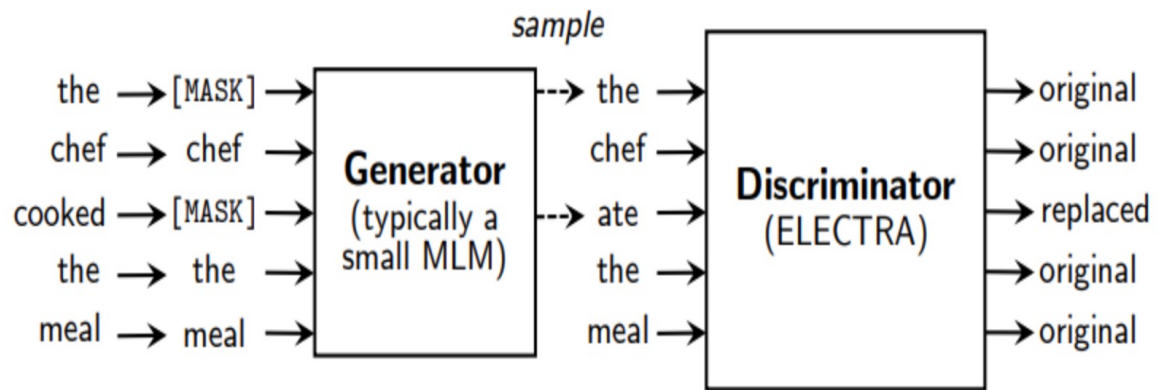 sample
the [MASK] the original
chef chef chef original
cooked [MASK] ate replaced
the the the original
meal meal meal original
Generator
(typically a
small MLM)
Discriminator
(ELECTRA)